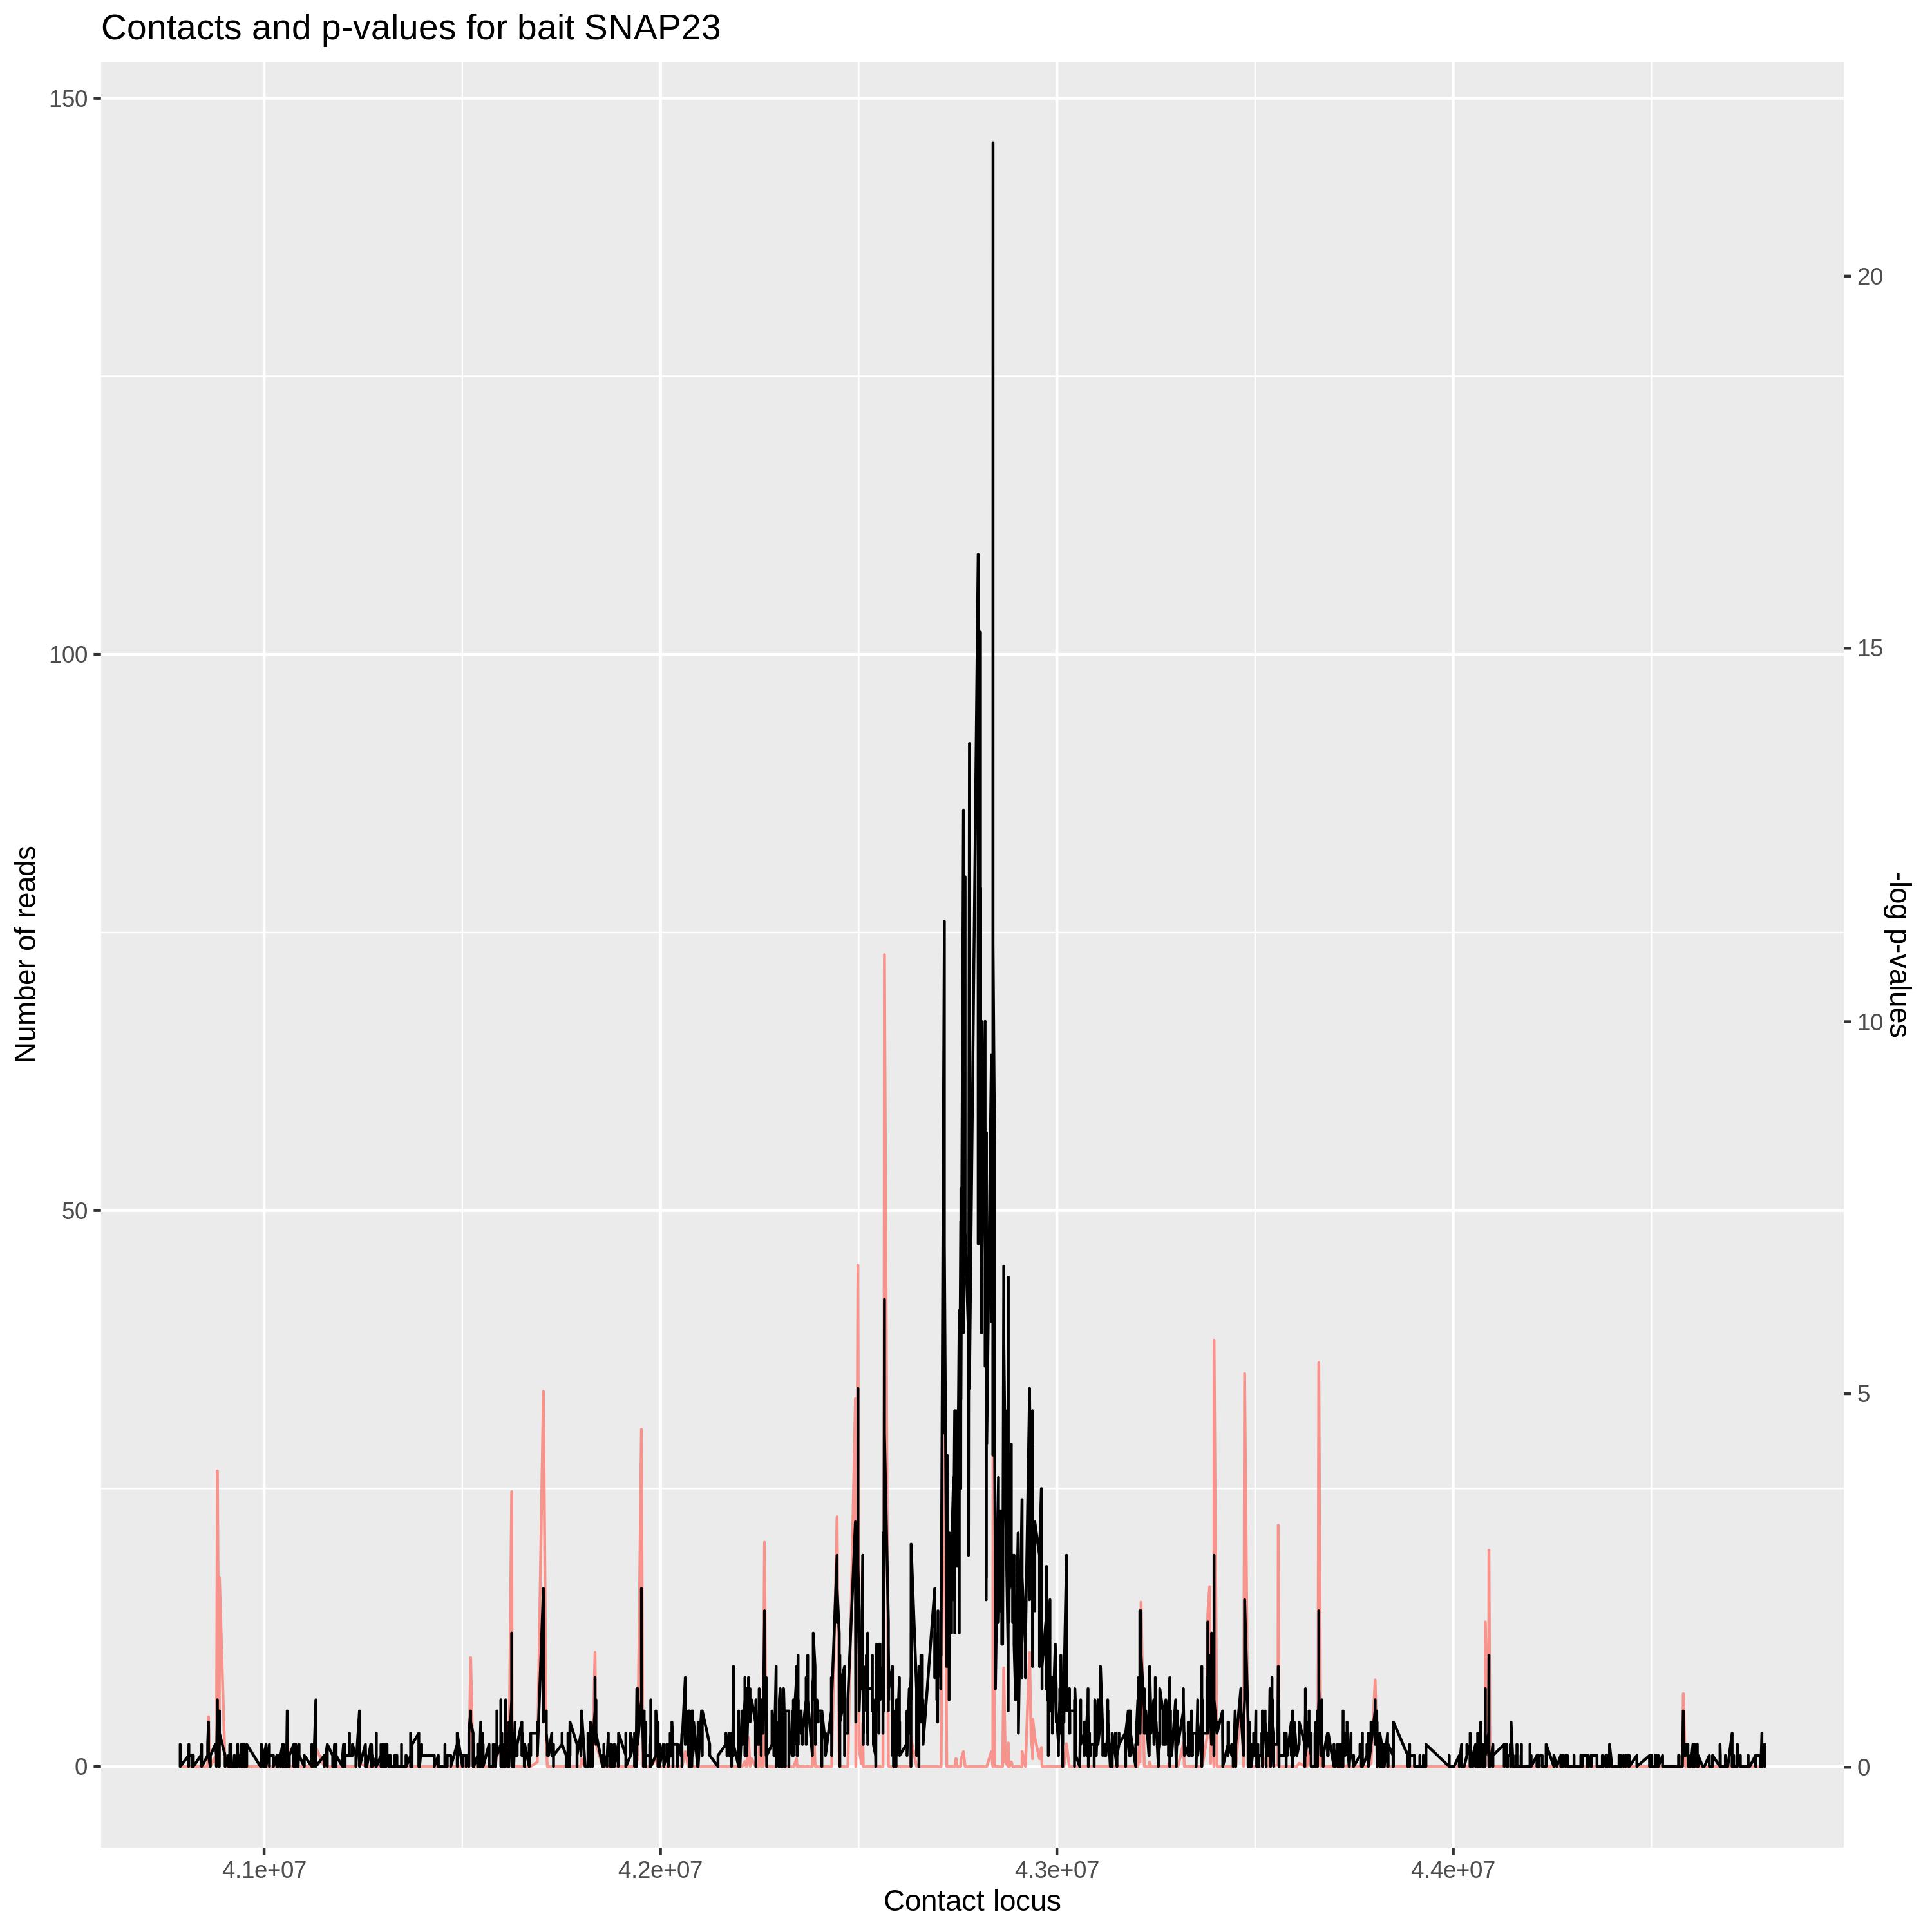 Contacts and p-values for bait SNAP23
150
100
50
0
Number of reads
20
15
10
5
0
-log p-values
4.1e+07
4.2e+07
4.3e+07
4.4e+07
Contact locus